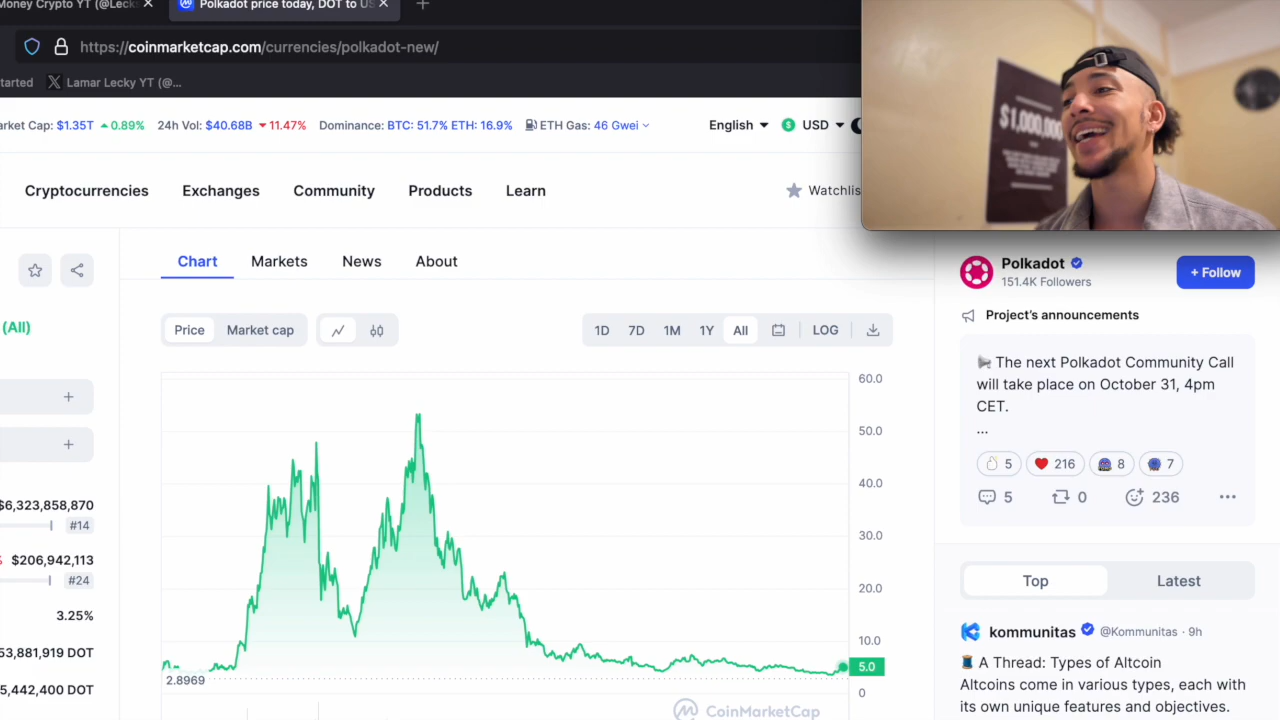 Money Crypto YT (@Leck
Polkadot price today, DOT to US
https://coinmarketcap.com/currencies/polkadot-new/
tarted
Lamar Lecky YT (@...
arket Cap: $1.35T 0.89% 24h Vol: $40.68B 11.47% Dominance: BTC: 51.7% ETH: 16.9% ETH Gas: 46 Gwei
English
USD
$1,000,000
Cryptocurrencies Exchanges Community Products Learn
Watchlis
Chart Markets News About
(All)
Price Market cap
1D 7D 1M 1Y All LOG
60.0
50.0
40.0
30.0
20.0
10.0
5.0
0
2.8969
CoinMarketCap
$6,323,858,870
#14
% $206,942,113
#24
3.25%
53,881,919 DOT
5,442,400 DOT
Polkadot
151.4K Followers
+ Follow
Project's announcements
The next Polkadot Community Call
will take place on October 31, 4pm
CET.
...
5 216 8 7
5 0 236
Top Latest
kommunitas @Kommunitas · 9h
A Thread: Types of Altcoin
Altcoins come in various types, each with
its own unique features and objectives.